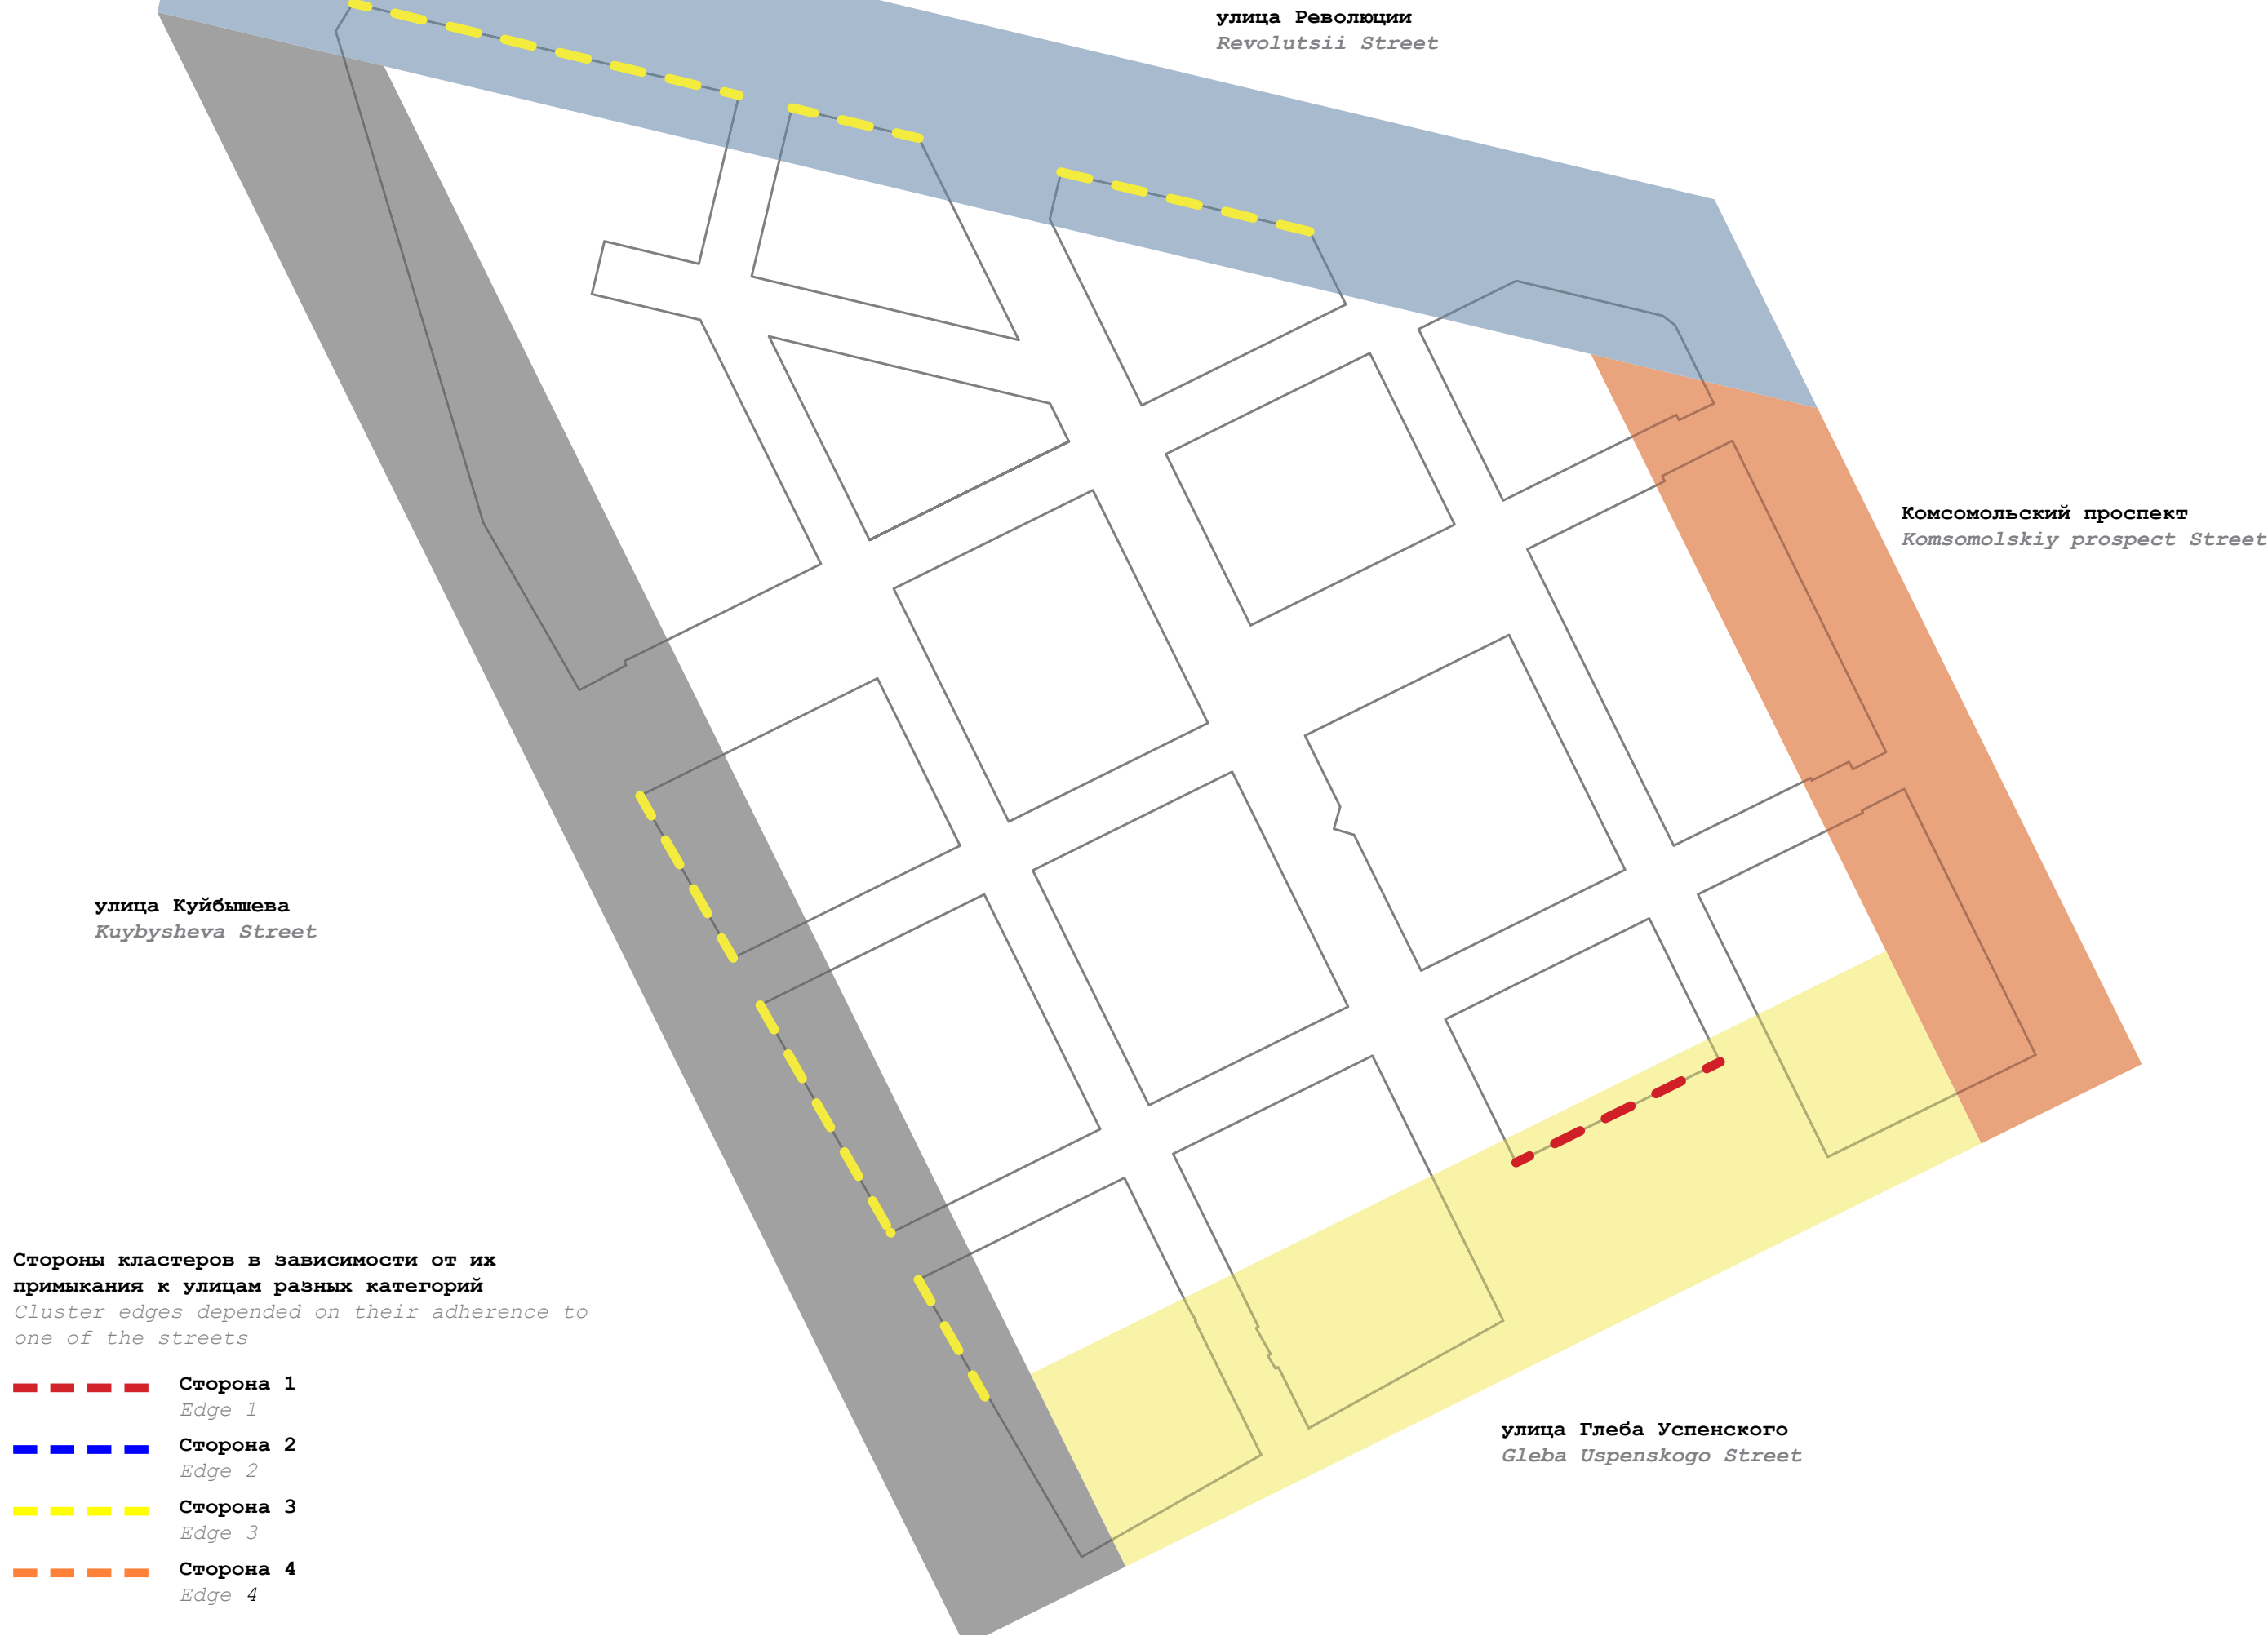 улица Революции
Revolutsii Street
Комсомольский проспект
Komsomolskiy prospect Street
улица Куйбышева
Kuybysheva Street
Стороны кластеров в зависимости от их
примыкания к улицам разных категорий
Cluster edges depended on their adherence to
one of the streets
Сторона 1
Edge 1
Сторона 2
Edge 2
Сторона 3
Edge 3
Сторона 4
Edge 4
улица Глеба Успенского
Gleba Uspenskogo Street